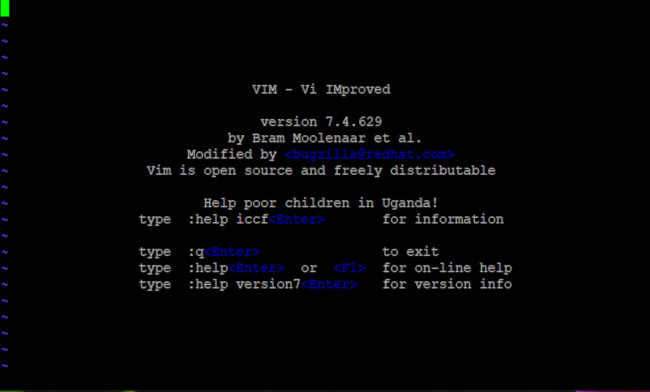 ~
~
~
~
VIM - Vi IMproved
~
~
version 7.4.629
~
by Bram Moolenaar et al.
~
Modified by <bugzilla@redhat.com>
~
Vim is open source and freely distributable
~
~
Help poor children in Uganda!
~
type :help iccf<Enter> for information
~
~
type :q<Enter> to exit
~
type :help<Enter> or <F1> for on-line help
~
type :help version7<Enter> for version info
~
~
~
~
~